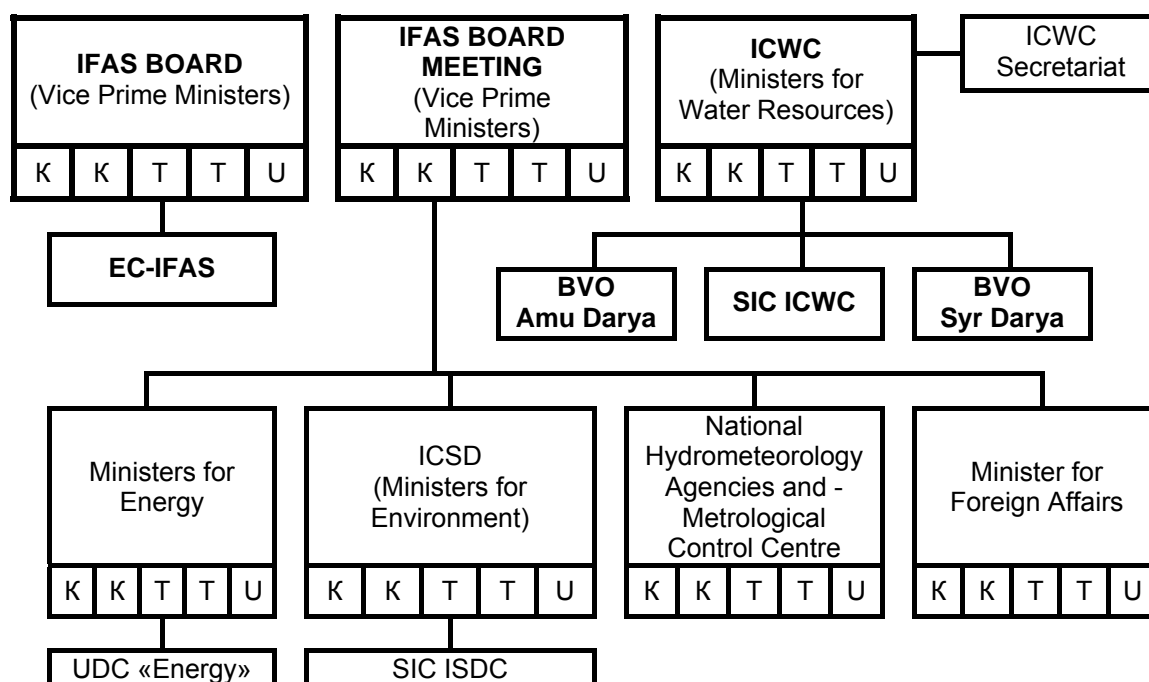 IFAS BOARD
(Vice Prime Ministers)
K K T T U
EC-IFAS
IFAS BOARD
MEETING
(Vice Prime
Ministers)
K K T T U
ICWC
(Ministers for
Water Resources)
K K T T U
ICWC
Secretariat
BVO
Amu Darya
SIC ICWC
BVO
Syr Darya
Ministers for
Energy
K K T T U
UDC «Energy»
ICSD
(Ministers for
Environment)
K K T T U
SIC ISDC
National
Hydrometeorology
Agencies and -
Metrological
Control Centre
K K T T U
Minister for
Foreign Affairs
K K T T U